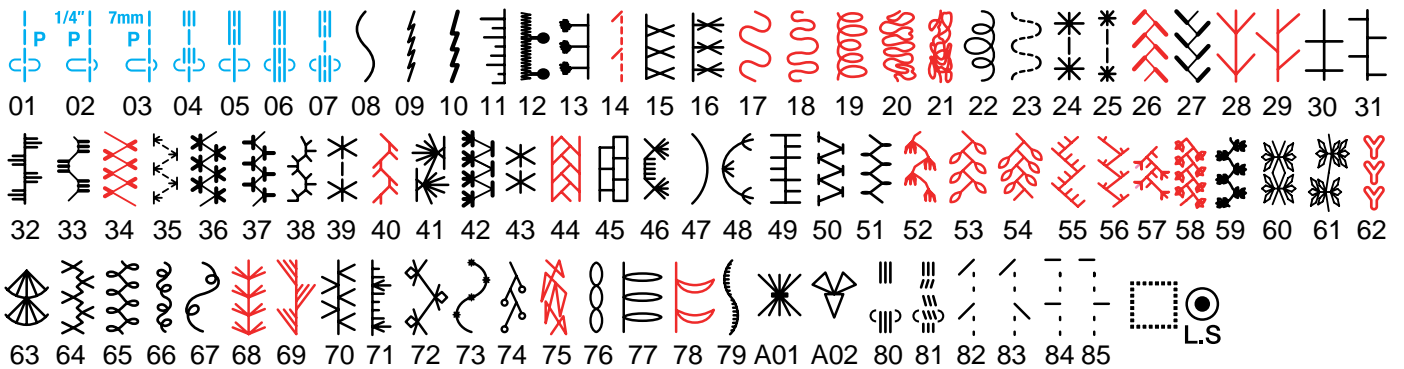 1/4" 7mm
P P P
01 02 03 04 05 06 07 08 09 10 11 12 13 14 15 16 17 18 19 20 21 22 23 24 25 26 27 28 29 30 31
32 33 34 35 36 37 38 39 40 41 42 43 44 45 46 47 48 49 50 51 52 53 54 55 56 57 58 59 60 61 62
L.S
63 64 65 66 67 68 69 70 71 72 73 74 75 76 77 78 79 A01 A02 80 81 82 83 84 85